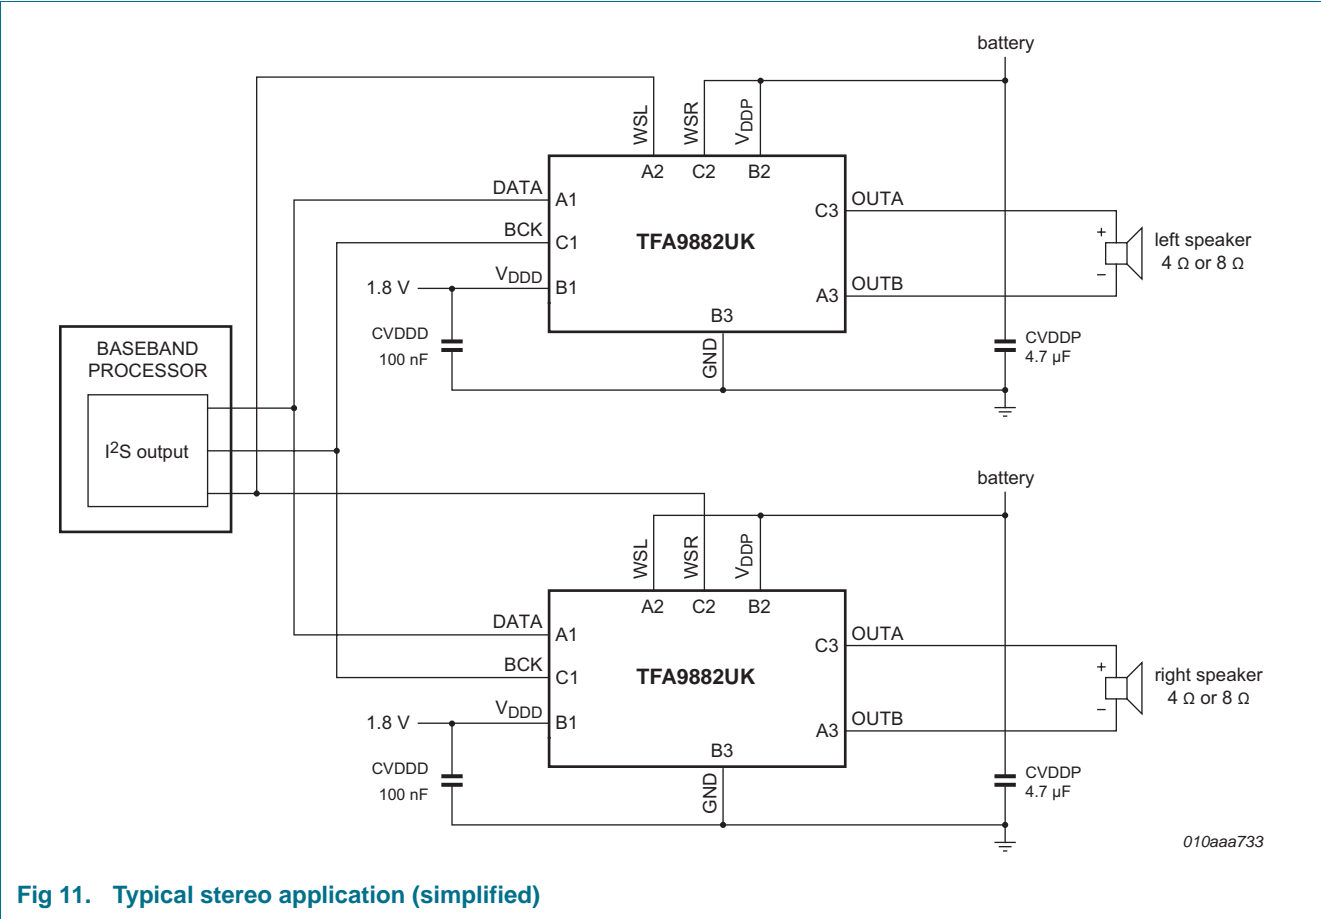 battery
WSL
WSR
VDDP
A2
C2
B2
DATA
A1
BCK
C1
VDDD
1.8 V
B1
TFA9882UK
C3
OUTA
A3
OUTB
+
−
left speaker
4 Ω or 8 Ω
B3
GND
CVDDD
100 nF
CVDDP
4.7 µF
BASEBAND
PROCESSOR
I2S output
battery
WSL
WSR
VDDP
A2
C2
B2
DATA
A1
BCK
C1
VDDD
1.8 V
B1
TFA9882UK
C3
OUTA
A3
OUTB
+
−
right speaker
4 Ω or 8 Ω
B3
GND
CVDDD
100 nF
CVDDP
4.7 µF
010aaa733
Fig 11. Typical stereo application (simplified)